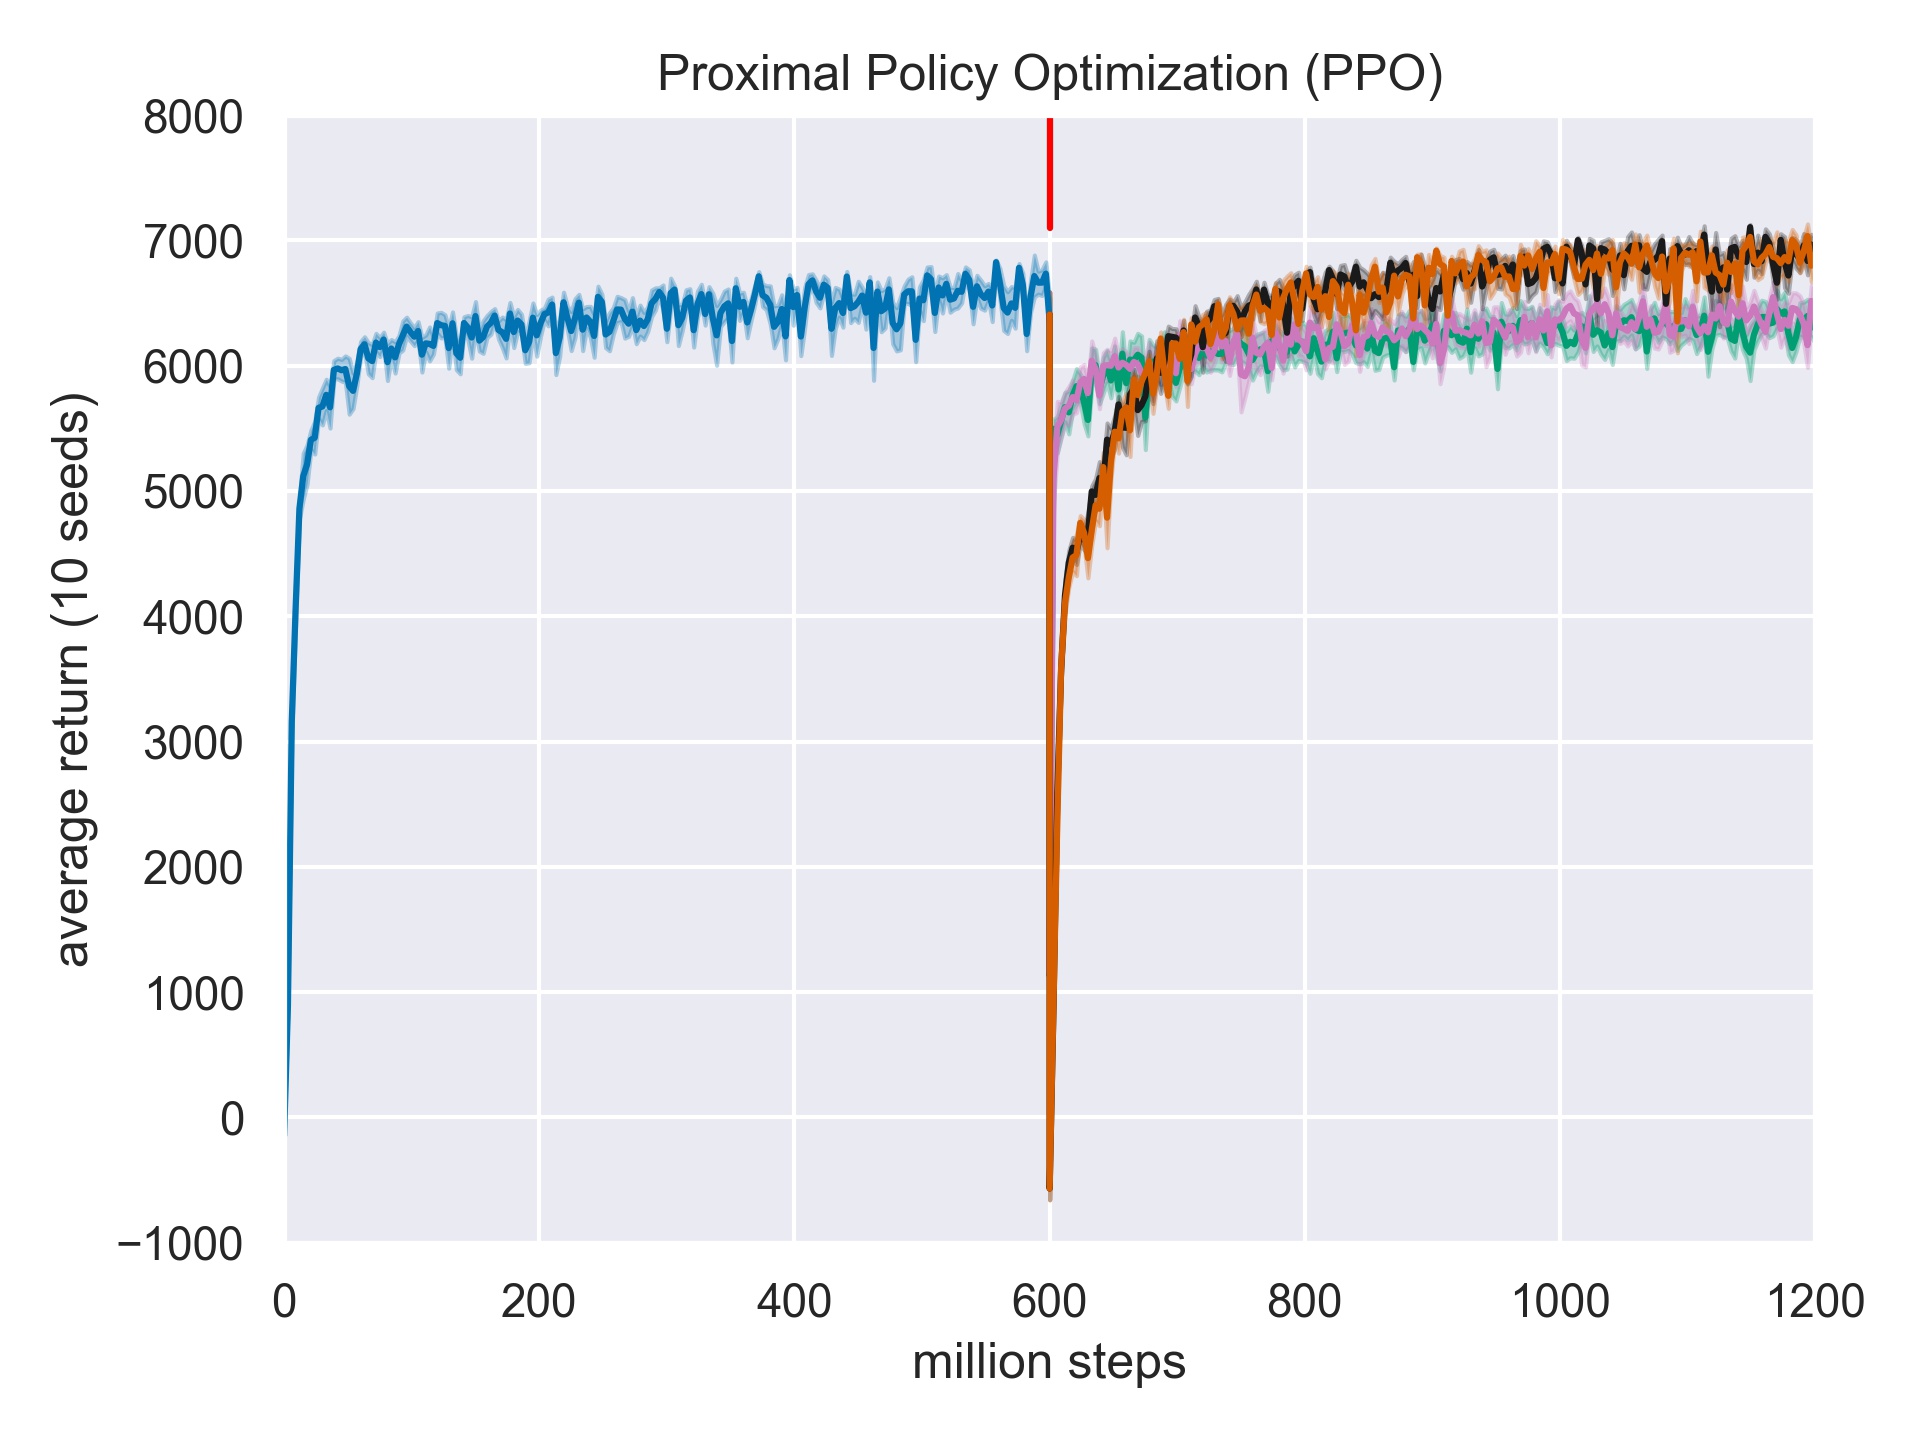 Proximal Policy Optimization (PPO)
8000
7000
6000
5000
4000
3000
2000
1000
0
−1000
average return (10 seeds)
0 200 400 600 800 1000 1200
million steps